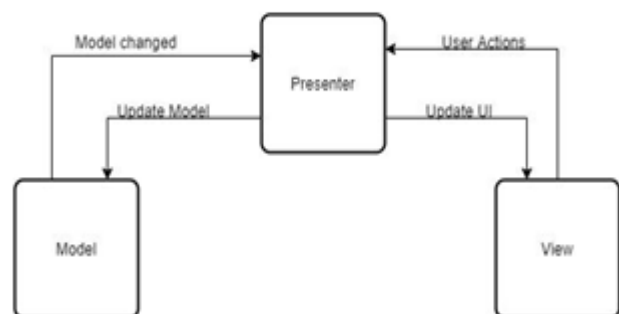 Model changed
User Actions
Presenter
Update Model
Update UI
Model
View